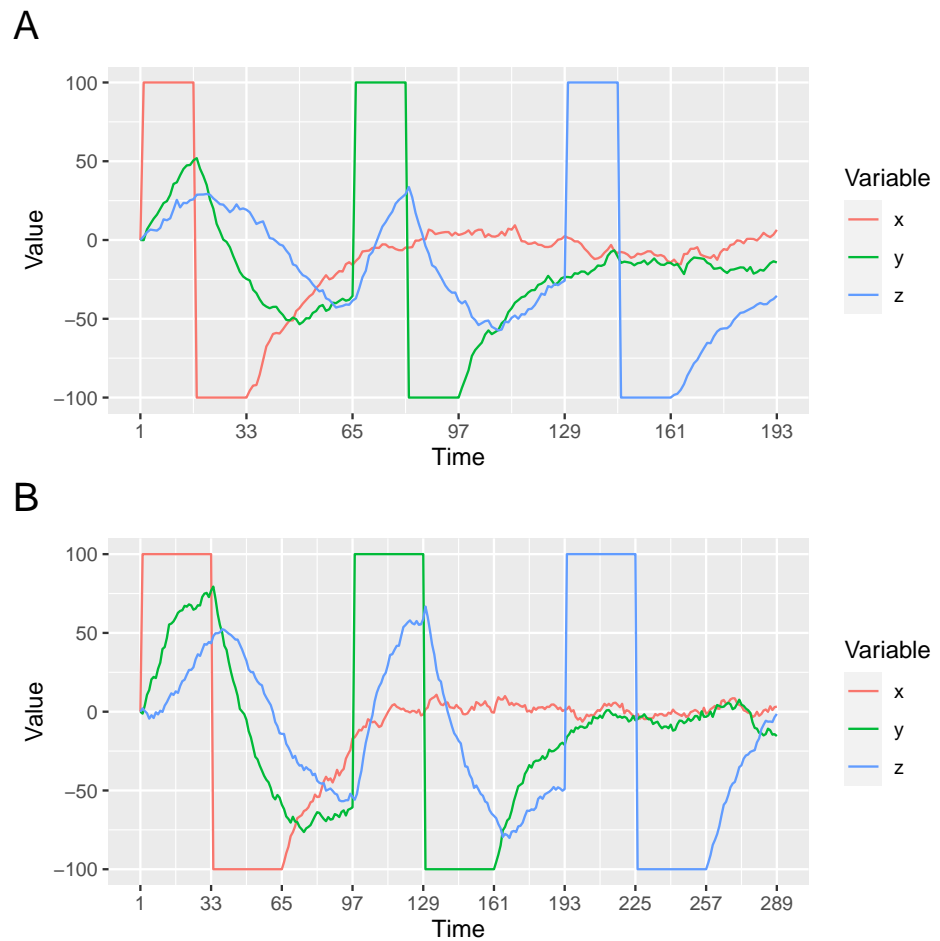 A
100
50
0
−50
−100
Value
1 33 65 97 129 161 193
Time
Variable
x
y
z
B
100
50
0
−50
−100
Value
1 33 65 97 129 161 193 225 257 289
Time
Variable
x
y
z